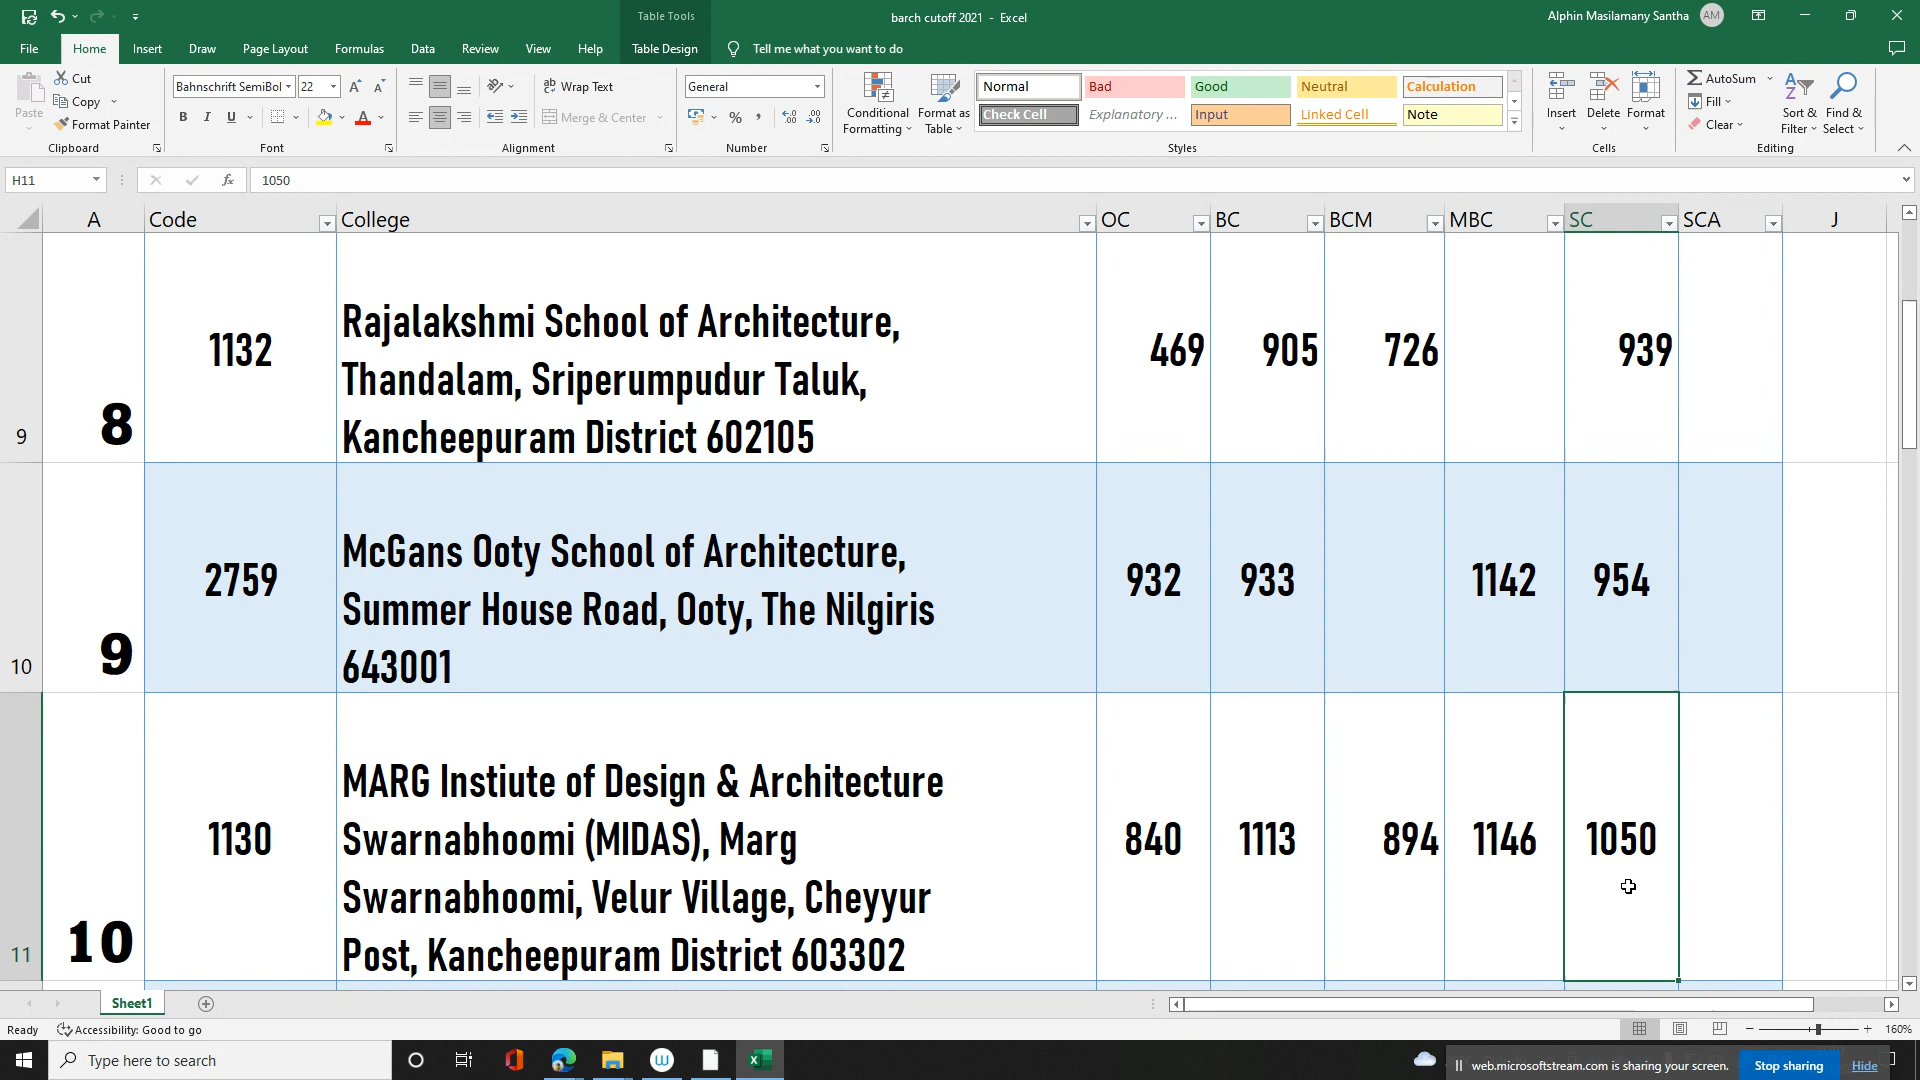 Table Tools
barch cutoff 2021 - Excel
Alphin Masilamany Santha
AM
File
Home
Insert
Draw
Page Layout
Formulas
Data
Review
View
Help
Table Design
Tell me what you want to do
Paste
Cut
Copy
Format Painter
Clipboard
Bahnschrift SemiBol
22
B I U
Font
Wrap Text
Merge & Center
Alignment
General
Number
Conditional Formatting
Format as Table
Normal
Bad
Good
Neutral
Calculation
Check Cell
Explanatory ...
Input
Linked Cell
Note
Styles
Insert
Delete
Format
Cells
AutoSum
Fill
Clear
Sort & Filter
Find & Select
Editing
H11
fx
1050
A
Code
College
OC
BC
BCM
MBC
SC
SCA
J
9
8
1132
Rajalakshmi School of Architecture,
Thandalam, Sriperumpudur Taluk,
Kancheepuram District 602105
469
905
726
939
10
9
2759
McGans Ooty School of Architecture,
Summer House Road, Ooty, The Nilgiris
643001
932
933
1142
954
11
10
1130
MARG Instiute of Design & Architecture
Swarnabhoomi (MIDAS), Marg
Swarnabhoomi, Velur Village, Cheyyur
Post, Kancheepuram District 603302
840
1113
894
1146
1050
Sheet1
Ready
Accessibility: Good to go
160%
Type here to search
web.microsoftstream.com is sharing your screen.
Stop sharing
Hide